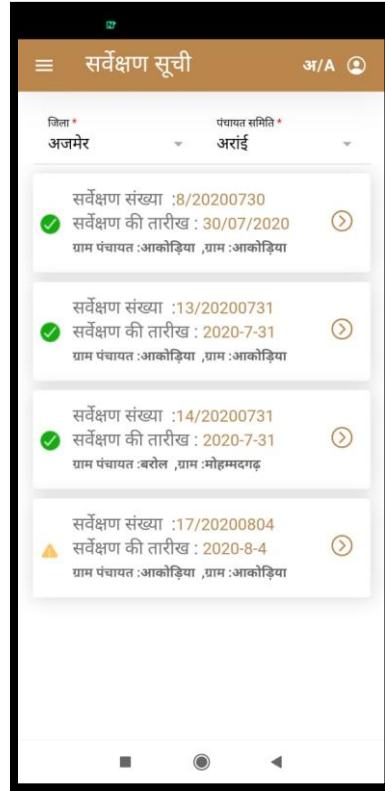 सर्वेक्षण सूची अ/A
जिला * पंचायत समिति *
अजमेर अरांई
सर्वेक्षण संख्या :8/20200730
सर्वेक्षण की तारीख : 30/07/2020
ग्राम पंचायत :आकोड़िया ,ग्राम :आकोड़िया
सर्वेक्षण संख्या :13/20200731
सर्वेक्षण की तारीख : 2020-7-31
ग्राम पंचायत :आकोड़िया ,ग्राम :आकोड़िया
सर्वेक्षण संख्या :14/20200731
सर्वेक्षण की तारीख : 2020-7-31
ग्राम पंचायत :बरोल ,ग्राम :मोहम्मदगढ़
सर्वेक्षण संख्या :17/20200804
सर्वेक्षण की तारीख : 2020-8-4
ग्राम पंचायत :आकोड़िया ,ग्राम :आकोड़िया